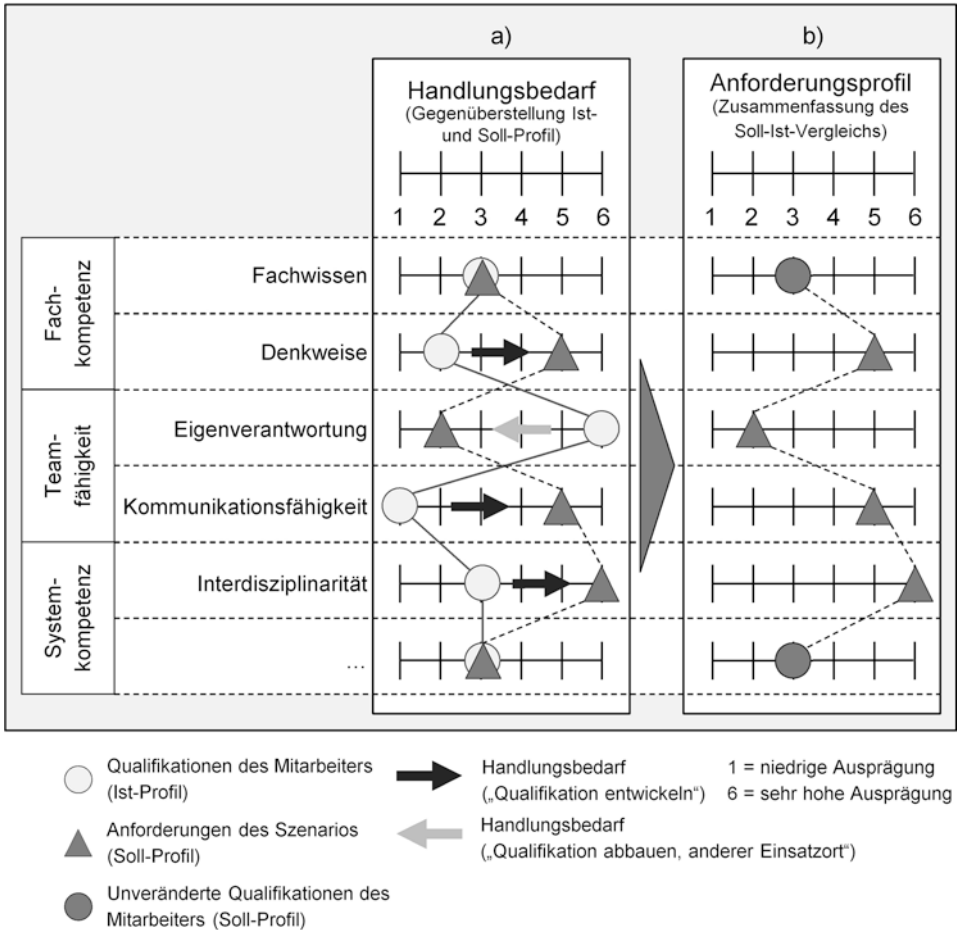 a)
b)
Handlungsbedarf
(Gegenüberstellung Ist-
und Soll-Profil)
Anforderungsprofil
(Zusammenfassung des
Soll-Ist-Vergleichs)
1 2 3 4 5 6
1 2 3 4 5 6
Fach-
kompetenz
Fachwissen
Denkweise
Team-
fähigkeit
Eigenverantwortung
Kommunikationsfähigkeit
System-
kompetenz
Interdisziplinarität
...
Qualifikationen des Mitarbeiters
(Ist-Profil)
Anforderungen des Szenarios
(Soll-Profil)
Unveränderte Qualifikationen des
Mitarbeiters (Soll-Profil)
Handlungsbedarf
(„Qualifikation entwickeln“)
Handlungsbedarf
(„Qualifikation abbauen, anderer Einsatzort“)
1 = niedrige Ausprägung
6 = sehr hohe Ausprägung